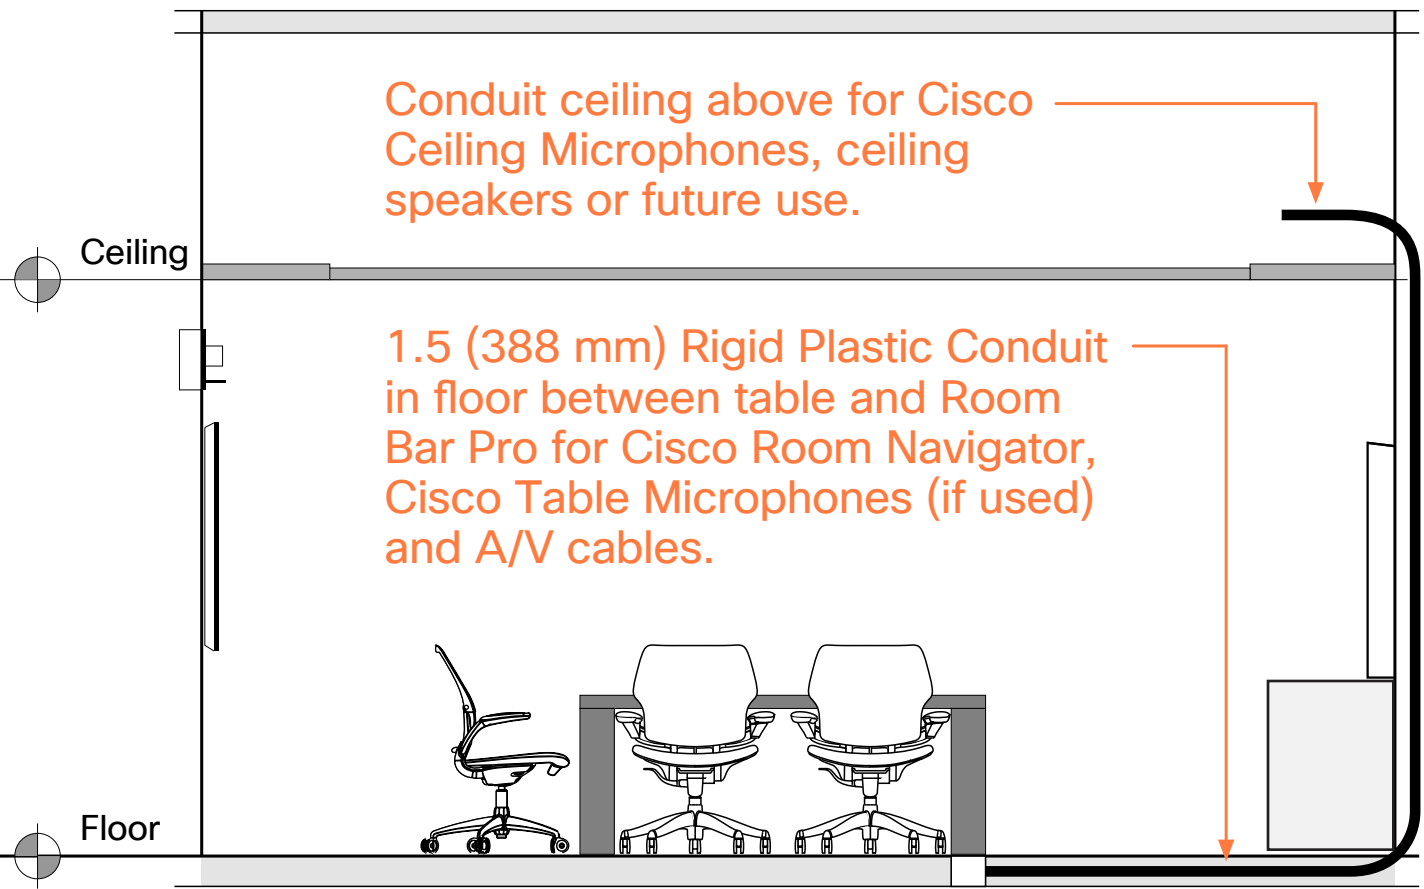 Conduit ceiling above for Cisco
Ceiling Microphones, ceiling
speakers or future use.
Ceiling
1.5 (388 mm) Rigid Plastic Conduit
in floor between table and Room
Bar Pro for Cisco Room Navigator,
Cisco Table Microphones (if used)
and A/V cables.
Floor